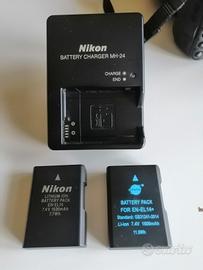 Nikon
BATTERY CHARGER MH-24
CHARGE
END
Nikon
LITHIUM ION
BATTERY PACK
EN-EL14
7.4V
BATTERY PACK
FOR EN-EL14+
Li-ion 7.4V